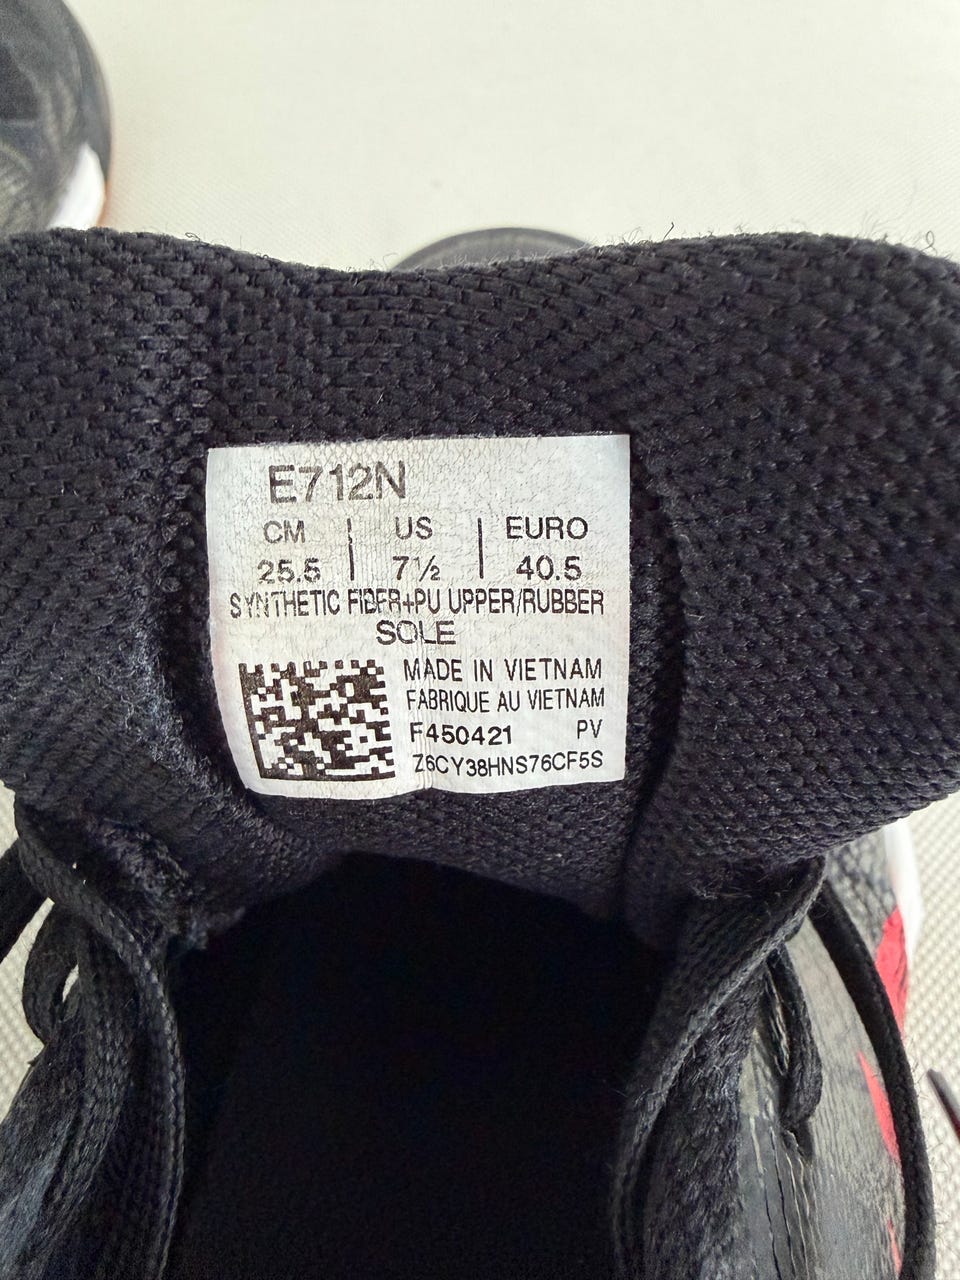 E712N
CM | US | EURO
25.5 | 7½ | 40.5
SYNTHETIC FIBER+PU UPPER/RUBBER
SOLE
MADE IN VIETNAM
FABRIQUE AU VIETNAM
F450421 PV
Z6CY38HNS76CF5S